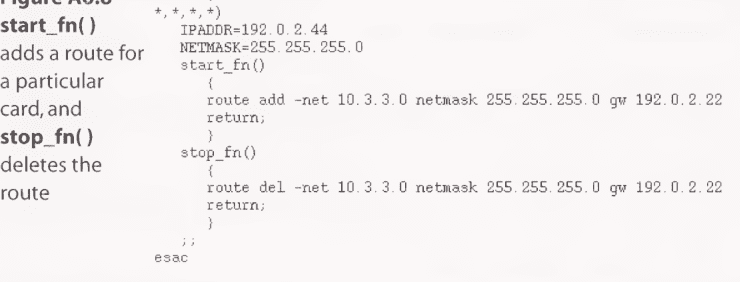 Figure A6.8
start_fn( )
adds a route for
a particular
card, and
stop_fn( )
deletes the
route
*,*,*,*)
IPADDR=192.0.2.44
NETMASK=255.255.255.0
start_fn()
{
route add -net 10.3.3.0 netmask 255.255.255.0 gw 192.0.2.22
return;
}
stop_fn()
{
route del -net 10.3.3.0 netmask 255.255.255.0 gw 192.0.2.22
return;
}
;;
esac